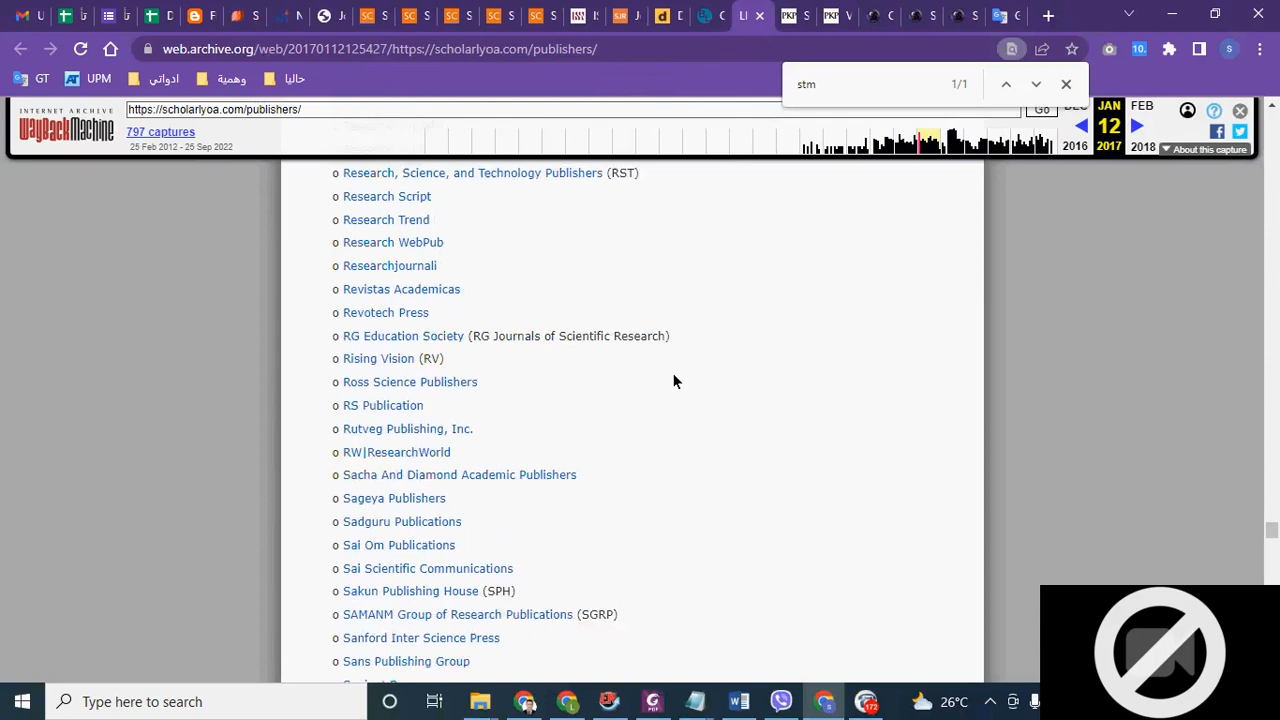 web.archive.org/web/20170112125427/https://scholarlyoa.com/publishers/
10.
S
GT
UPM
ادواتي
وهمية
حاليا
stm
1/1
INTERNET ARCHIVE
WayBackMachine
https://scholarlyoa.com/publishers/
Go
797 captures
25 Feb 2012 - 25 Sep 2022
DEC
JAN
FEB
12
2016
2017
2018
About this capture
o Research, Science, and Technology Publishers (RST)
o Research Script
o Research Trend
o Research WebPub
o Researchjournali
o Revistas Academicas
o Revotech Press
o RG Education Society (RG Journals of Scientific Research)
o Rising Vision (RV)
o Ross Science Publishers
o RS Publication
o Rutveg Publishing, Inc.
o RW|ResearchWorld
o Sacha And Diamond Academic Publishers
o Sageya Publishers
o Sadguru Publications
o Sai Om Publications
o Sai Scientific Communications
o Sakun Publishing House (SPH)
o SAMANM Group of Research Publications (SGRP)
o Sanford Inter Science Press
o Sans Publishing Group
Type here to search
172
26°C